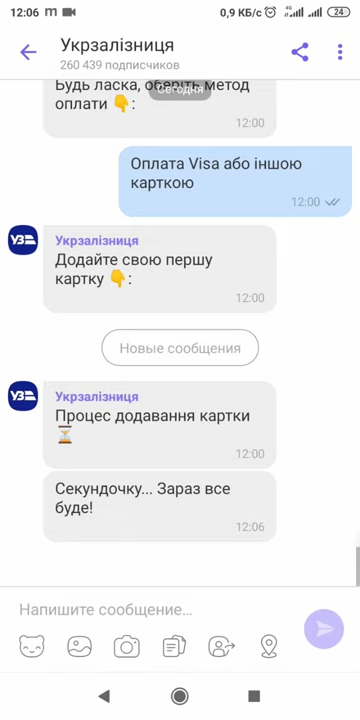 12:06 m 0,9 КБ/с 4G 24
Укрзалізниця
260 439 подписчиков
Будь ласка, оберіть метод
Сегодня
оплати 👇:
12:00
Оплата Visa або іншою
карткою
12:00
УЗ
Укрзалізниця
Додайте свою першу
картку 👇:
12:00
Новые сообщения
УЗ
Укрзалізниця
Процес додавання картки
⏳
12:00
Секундочку... Зараз все
буде!
12:06
Напишите сообщение...